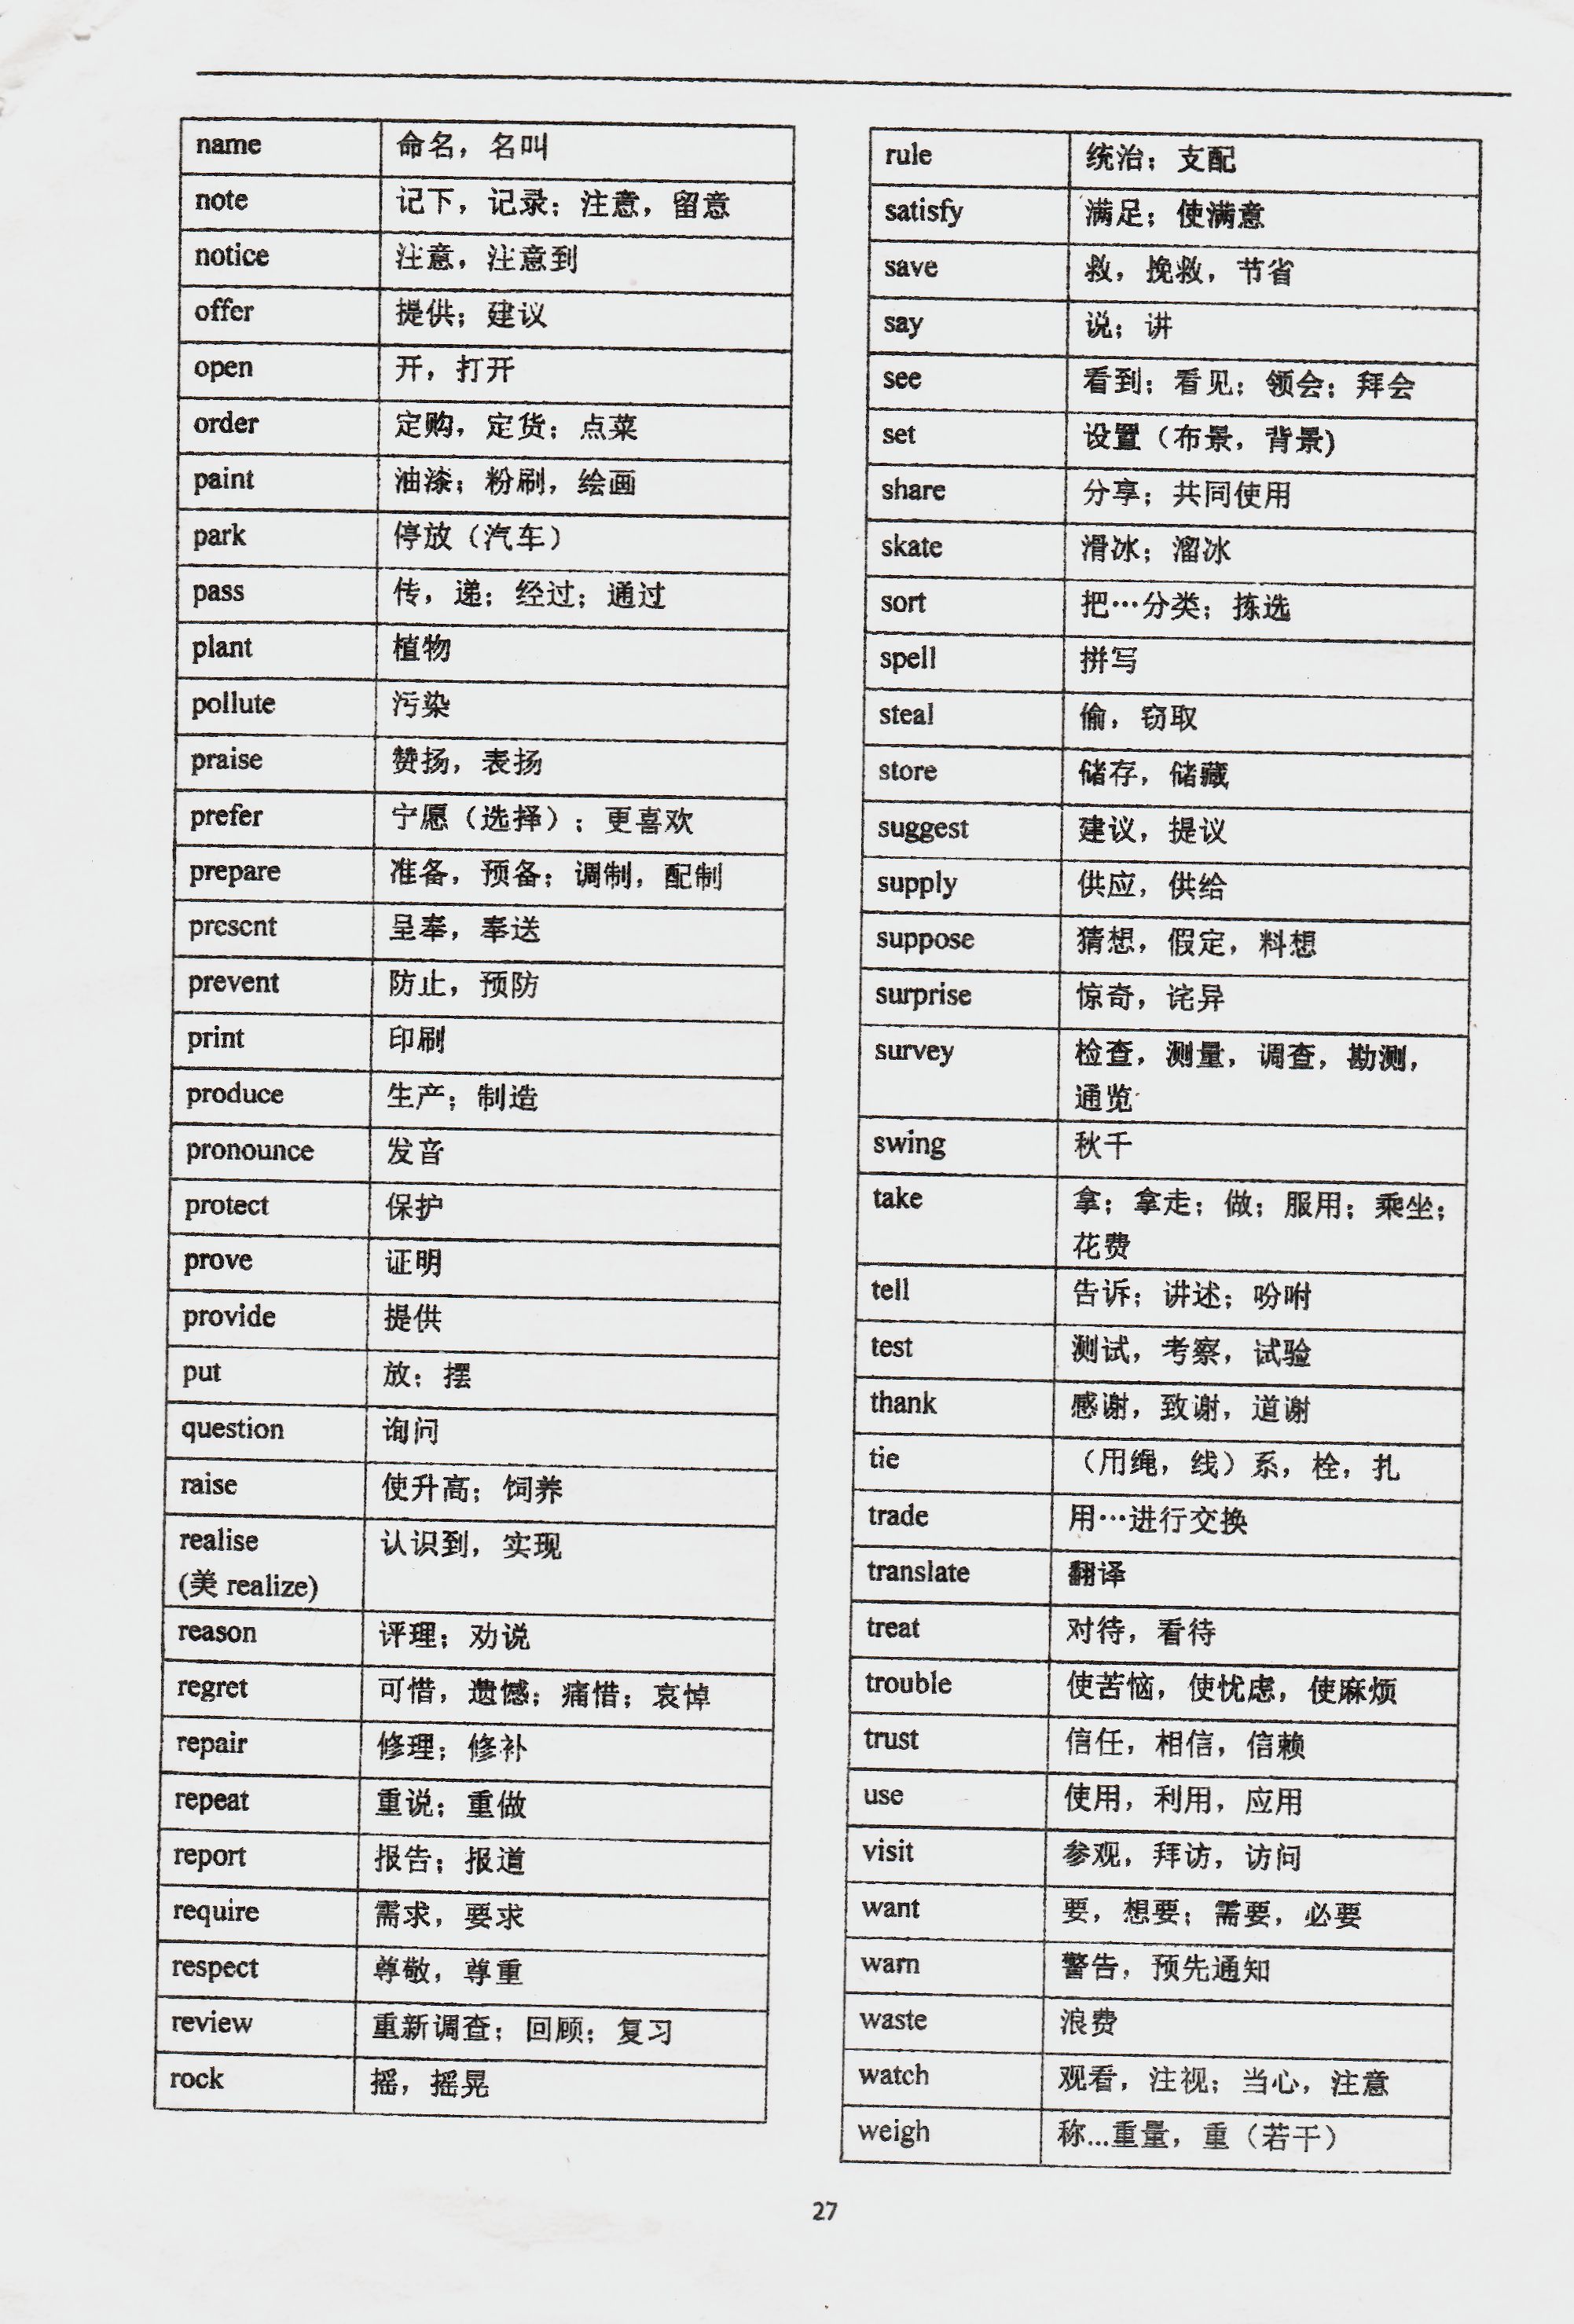 name 命名，名叫
note 记下，记录；注意，留意
notice 注意，注意到
offer 提供；建议
open 开，打开
order 定购，定货；点菜
paint 油漆；粉刷，绘画
park 停放（汽车）
pass 传，递；经过；通过
plant 植物
pollute 污染
praise 赞扬，表扬
prefer 宁愿（选择）；更喜欢
prepare 准备，预备；调制，配制
present 呈奉，奉送
prevent 防止，预防
print 印刷
produce 生产；制造
pronounce 发音
protect 保护
prove 证明
provide 提供
put 放；摆
question 询问
raise 使升高；饲养
realise 认识到，实现
(美 realize)
reason 评理；劝说
regret 可惜，遗憾；痛惜；哀悼
repair 修理；修补
repeat 重说；重做
report 报告；报道
require 需求，要求
respect 尊敬，尊重
review 重新调查；回顾；复习
rock 摇，摇晃
rule 统治；支配
satisfy 满足；使满意
save 救，挽救，节省
say 说；讲
see 看到；看见；领会；拜会
set 设置（布景，背景)
share 分享；共同使用
skate 滑冰；溜冰
sort 把…分类；拣选
spell 拼写
steal 偷，窃取
store 储存，储藏
suggest 建议，提议
supply 供应，供给
suppose 猜想，假定，料想
surprise 惊奇，诧异
survey 检查，测量，调查，勘测，
通览
swing 秋千
take 拿；拿走；做；服用；乘坐；
花费
tell 告诉；讲述；吩咐
test 测试，考察，试验
thank 感谢，致谢，道谢
tie （用绳，线）系，栓，扎
trade 用…进行交换
translate 翻译
treat 对待，看待
trouble 使苦恼，使忧虑，使麻烦
trust 信任，相信，信赖
use 使用，利用，应用
visit 参观，拜访，访问
want 要，想要；需要，必要
warn 警告，预先通知
waste 浪费
watch 观看，注视；当心，注意
weigh 称...重量，重（若干）
27